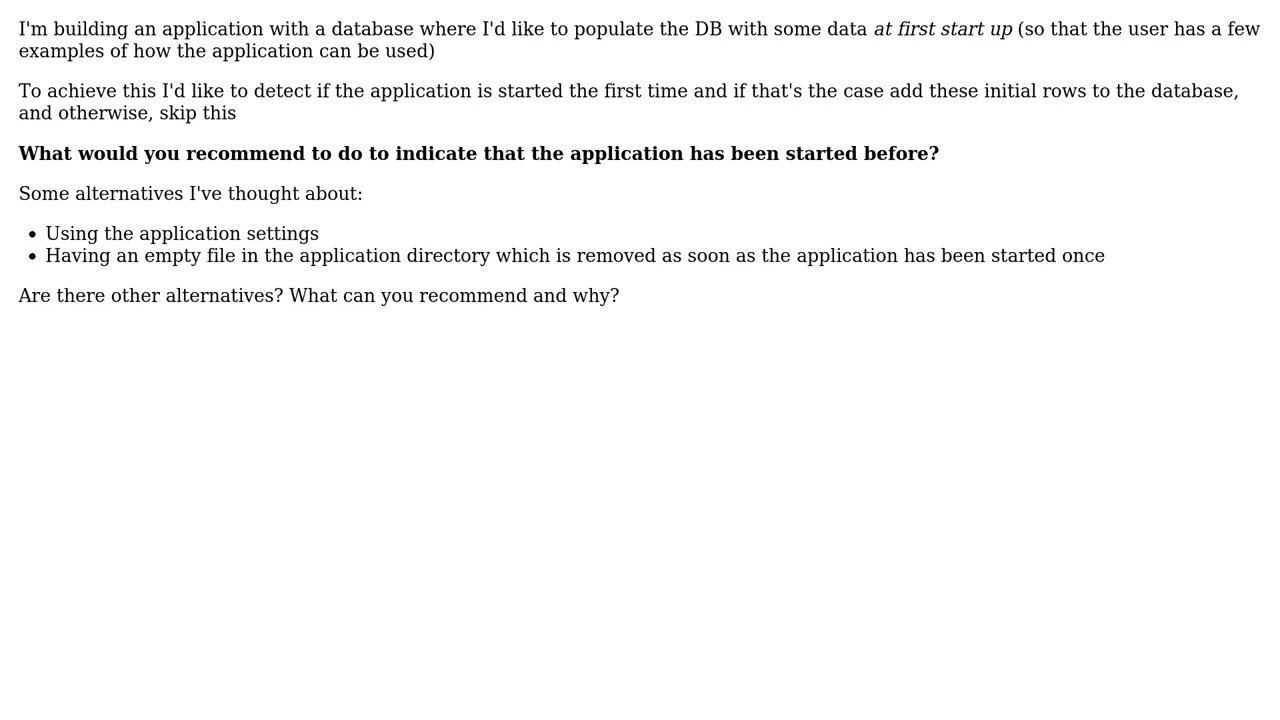 I'm building an application with a database where I'd like to populate the DB with some data at first start up (so that the user has a few
examples of how the application can be used)
To achieve this I'd like to detect if the application is started the first time and if that's the case add these initial rows to the database,
and otherwise, skip this
What would you recommend to do to indicate that the application has been started before?
Some alternatives I've thought about:
• Using the application settings
• Having an empty file in the application directory which is removed as soon as the application has been started once
Are there other alternatives? What can you recommend and why?